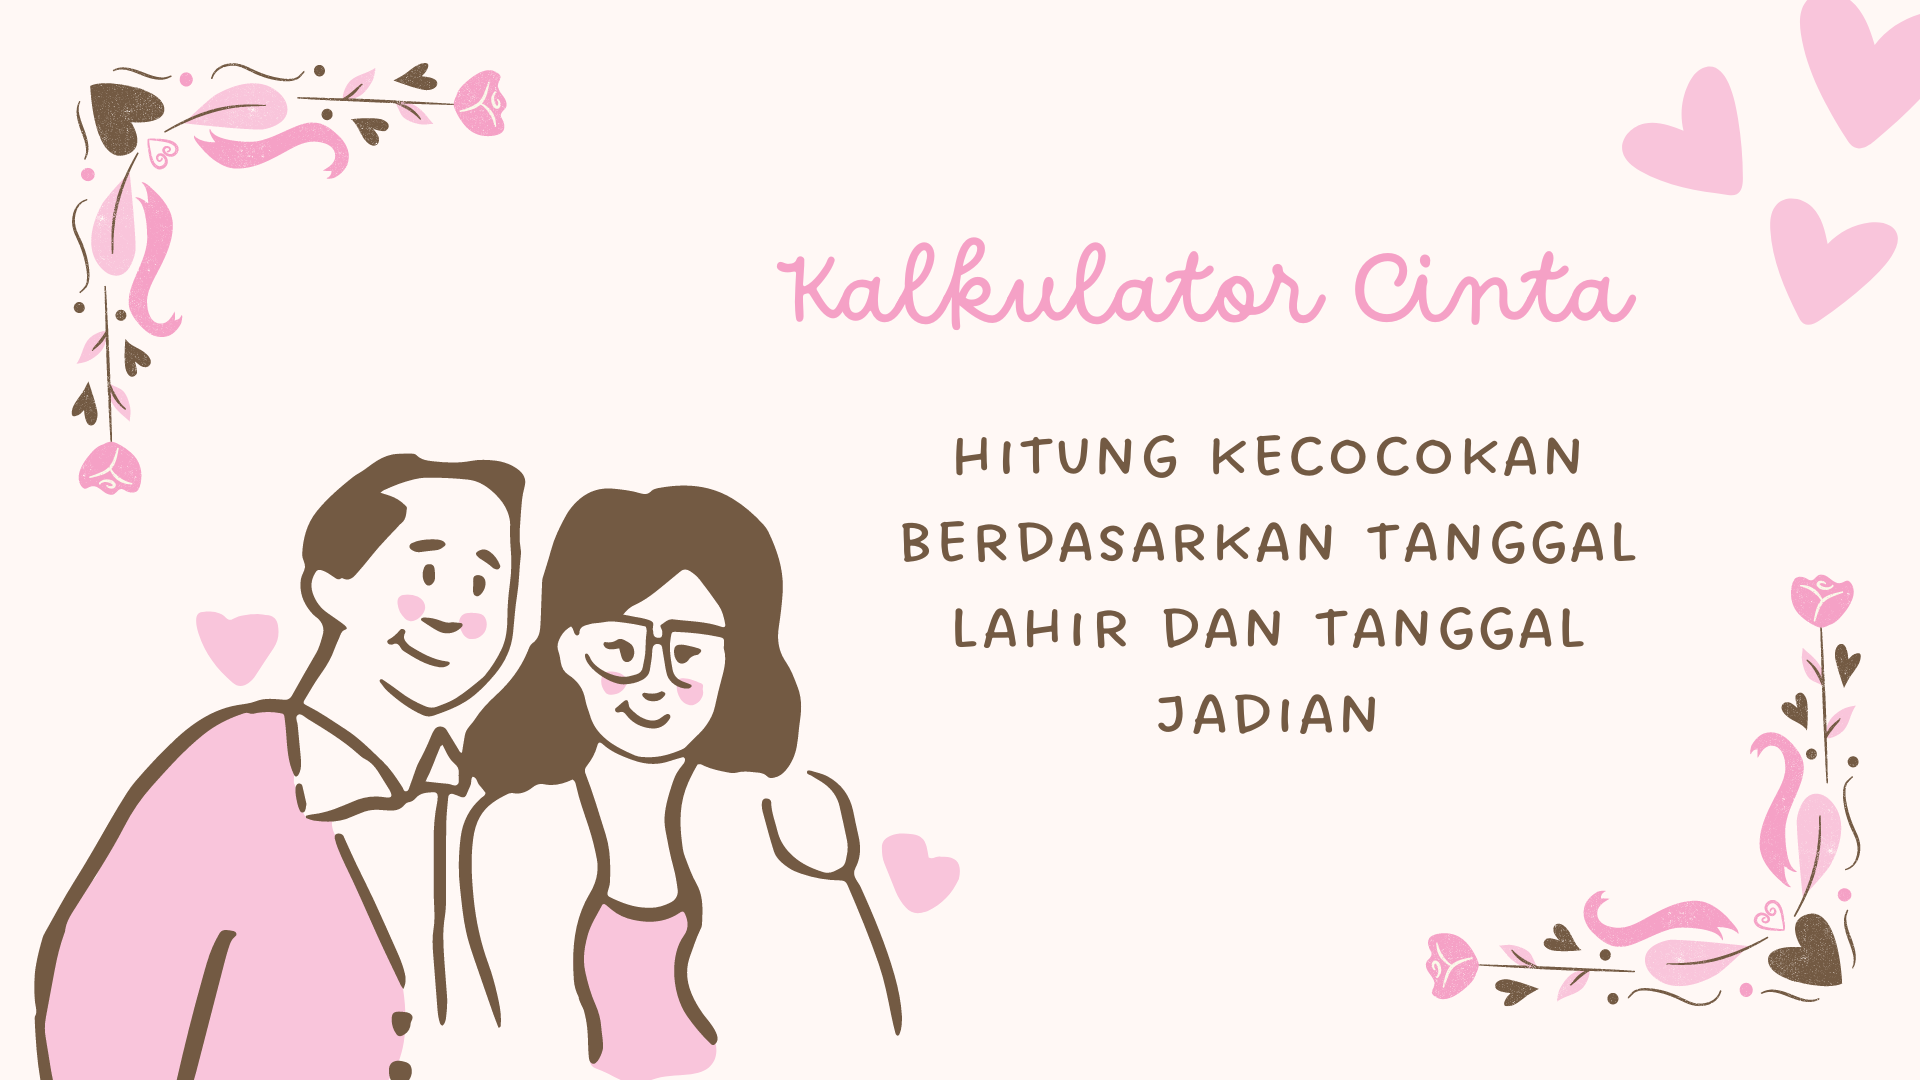 Kalkulator Cinta
HITUNG KECOCOKAN
BERDASARKAN TANGGAL
LAHIR DAN TANGGAL
JADIAN